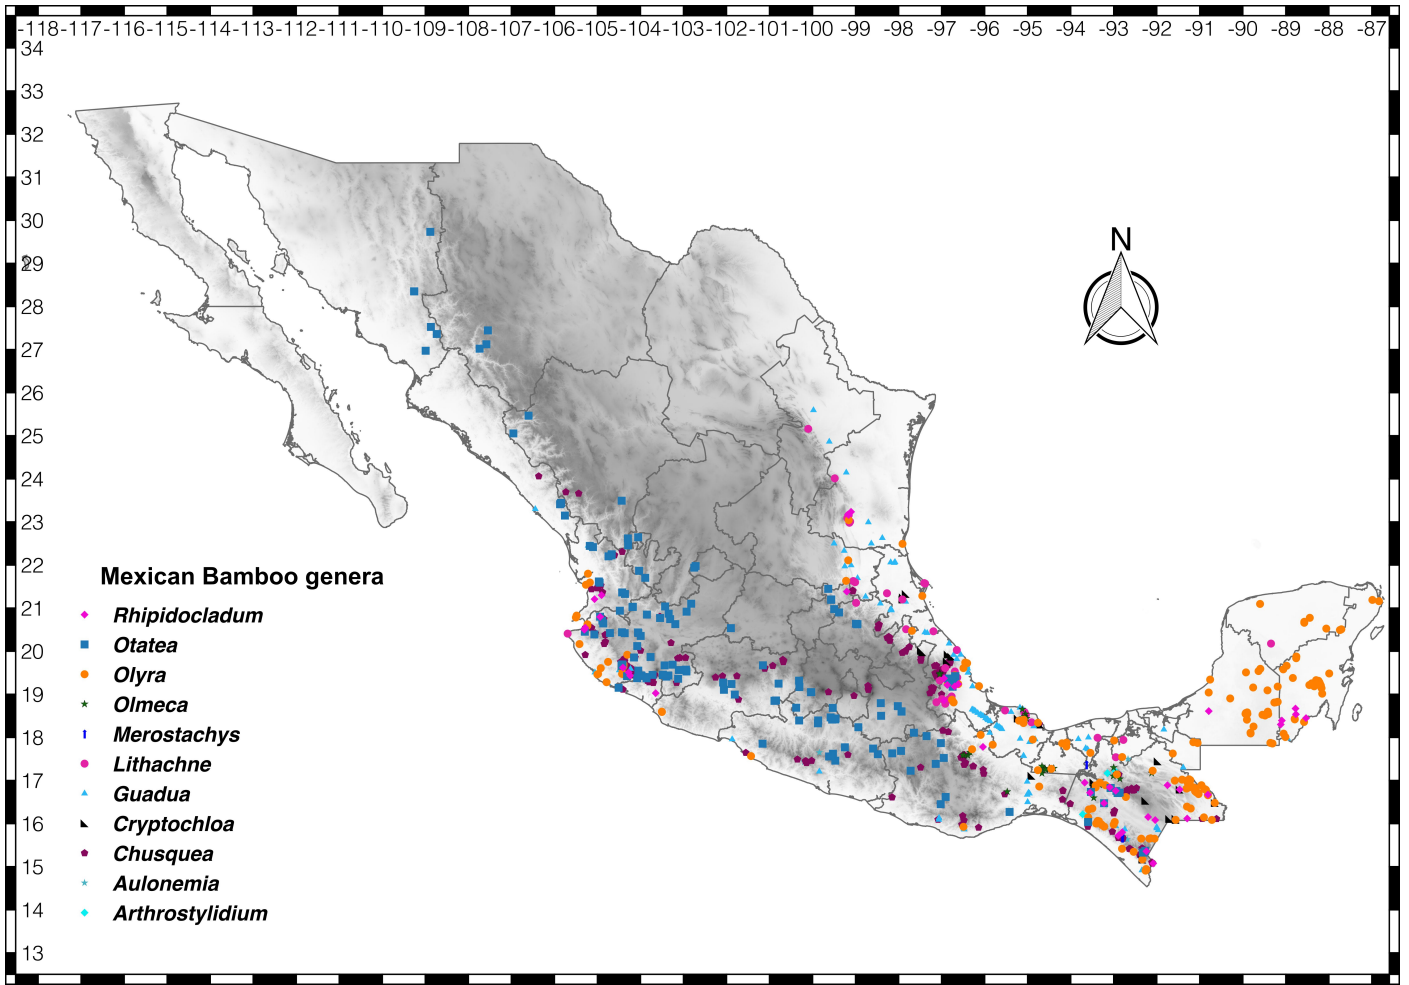 -118 -117 -116 -115 -114 -113 -112 -111 -110 -109 -108 -107 -106 -105 -104 -103 -102 -101 -100 -99 -98 -97 -96 -95 -94 -93 -92 -91 -90 -89 -88 -87
34
33
32
31
30
N
29
28
27
26
25
24
23
22
Mexican Bamboo genera
21
Rhipidocladum
Otatea
20
Olyra
19
Olmeca
18
Merostachys
Lithachne
17
Guadua
16
Cryptochloa
Chusquea
15
Aulonemia
14
Arthrostylidium
13